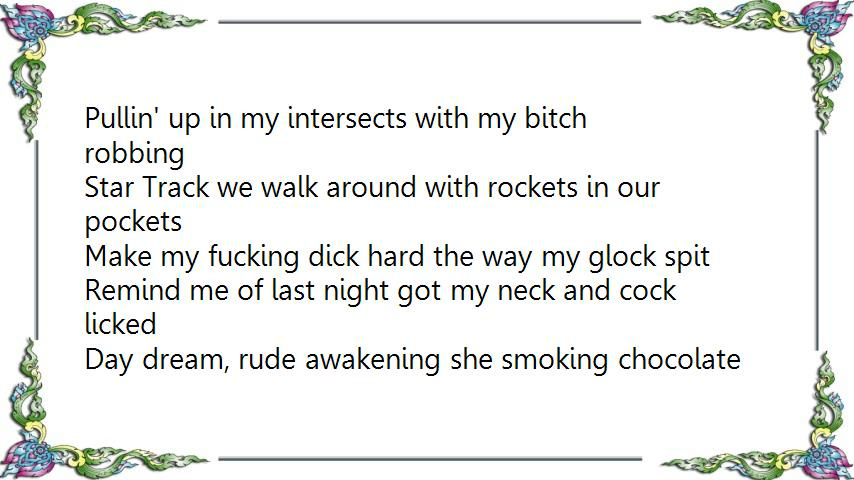 Pullin' up in my intersects with my bitch
robbing
Star Track we walk around with rockets in our
pockets
Make my fucking dick hard the way my glock spit
Remind me of last night got my neck and cock
licked
Day dream, rude awakening she smoking chocolate